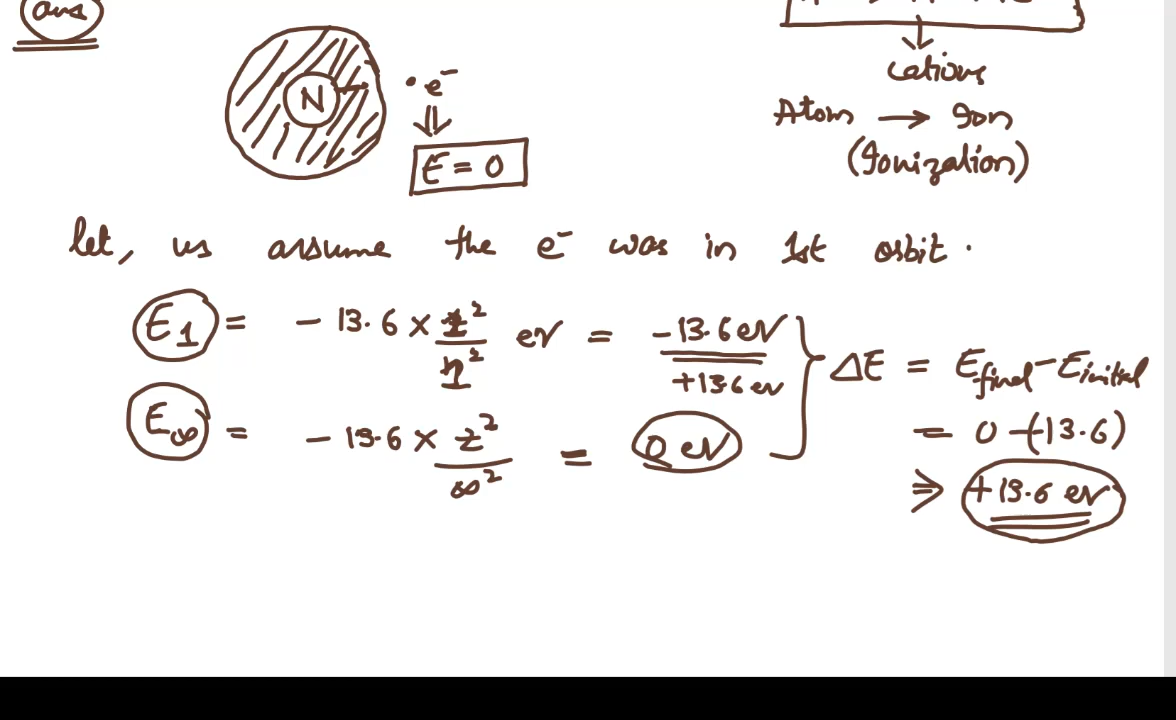 ans
cations
Atom → Ion
(Ionization)
N
• e⁻
⇓
E = 0
let, us assume the e⁻ was in 1st orbit .
E₁ = - 13.6 × 1² / 1² ev = -13.6 eV
+13.6 ev
E∞ = - 13.6 × z² / ∞² = 0 eV
ΔE = Efinal - Einitial
= 0 - (-13.6)
⇒ +13.6 ev